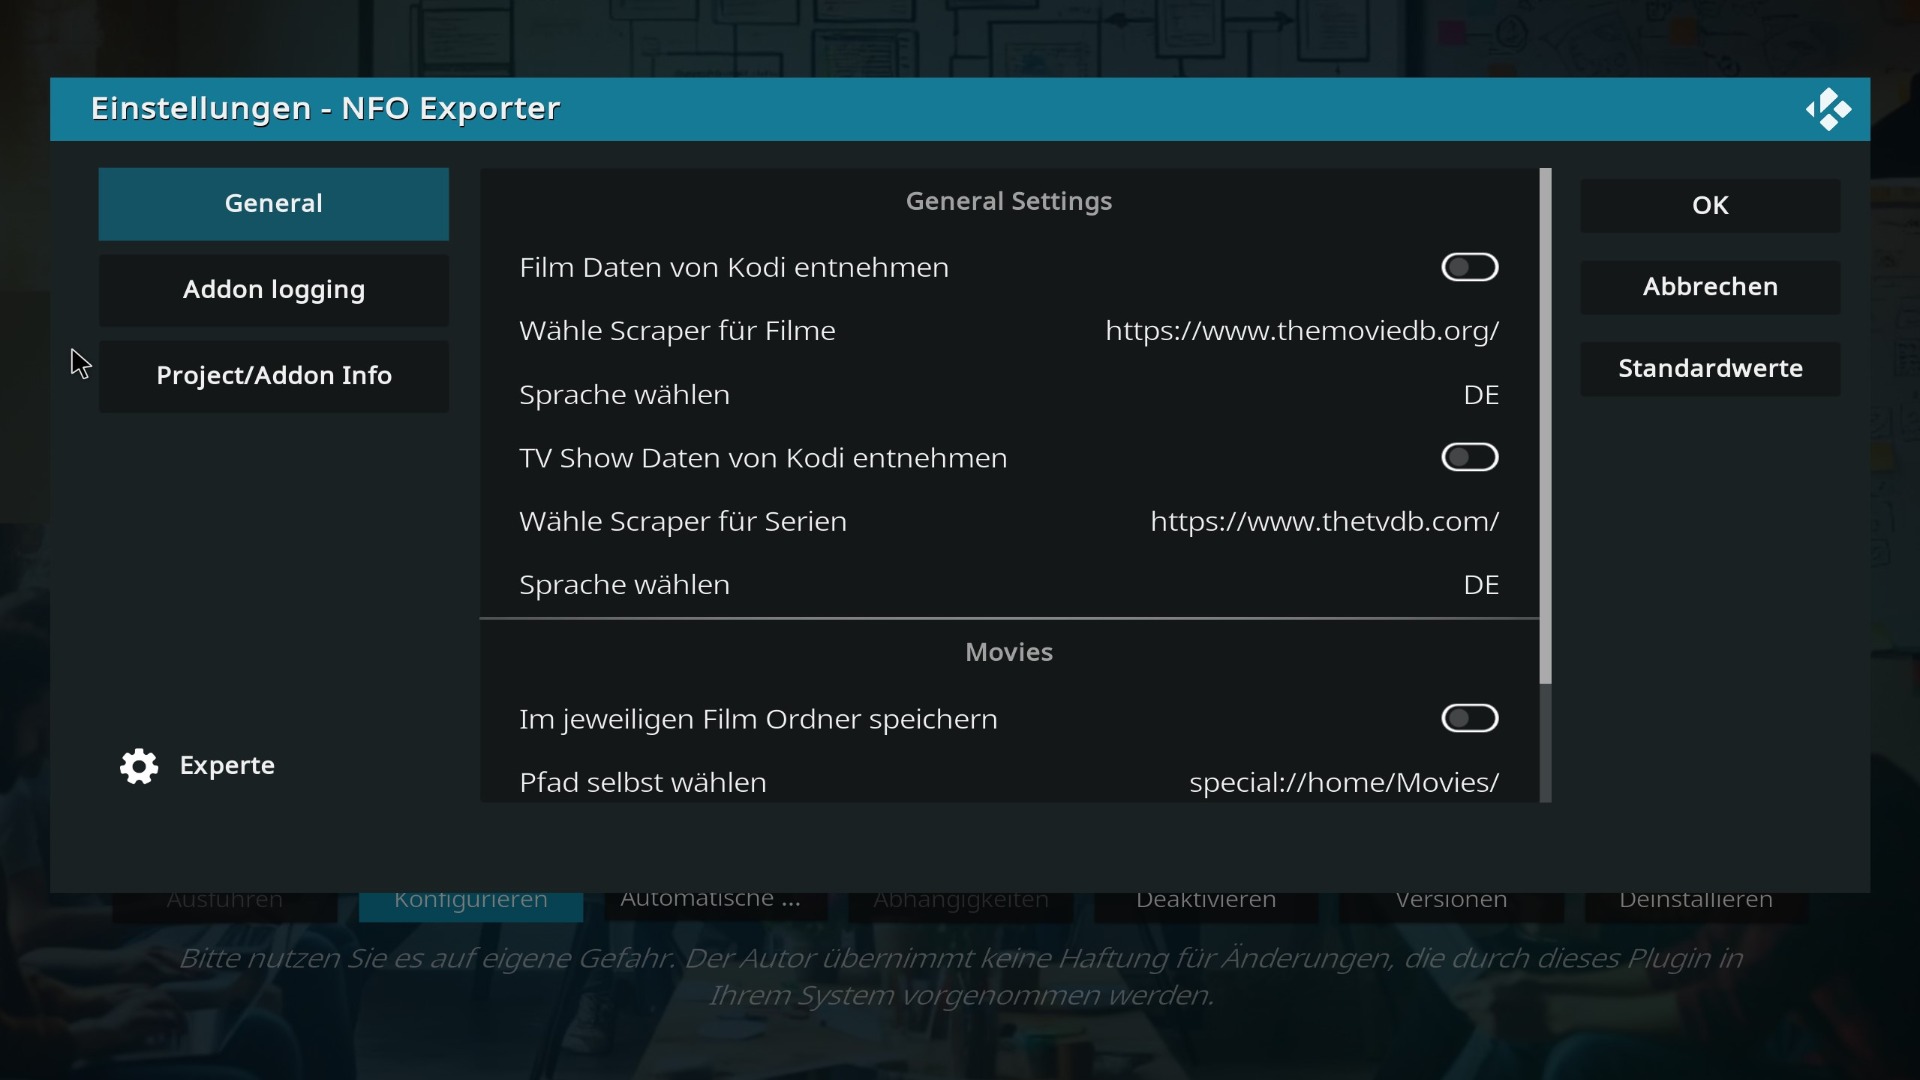 Einstellungen - NFO Exporter
General
Addon logging
Project/Addon Info
Experte
General Settings
Film Daten von Kodi entnehmen
Wähle Scraper für Filme https://www.themoviedb.org/
Sprache wählen DE
TV Show Daten von Kodi entnehmen
Wähle Scraper für Serien https://www.thetvdb.com/
Sprache wählen DE
Movies
Im jeweiligen Film Ordner speichern
Pfad selbst wählen special://home/Movies/
OK
Abbrechen
Standardwerte
Ausführen Konfigurieren Automatische ... Abhängigkeiten Deaktivieren Versionen Deinstallieren
Bitte nutzen Sie es auf eigene Gefahr. Der Autor übernimmt keine Haftung für Änderungen, die durch dieses Plugin in
Ihrem System vorgenommen werden.